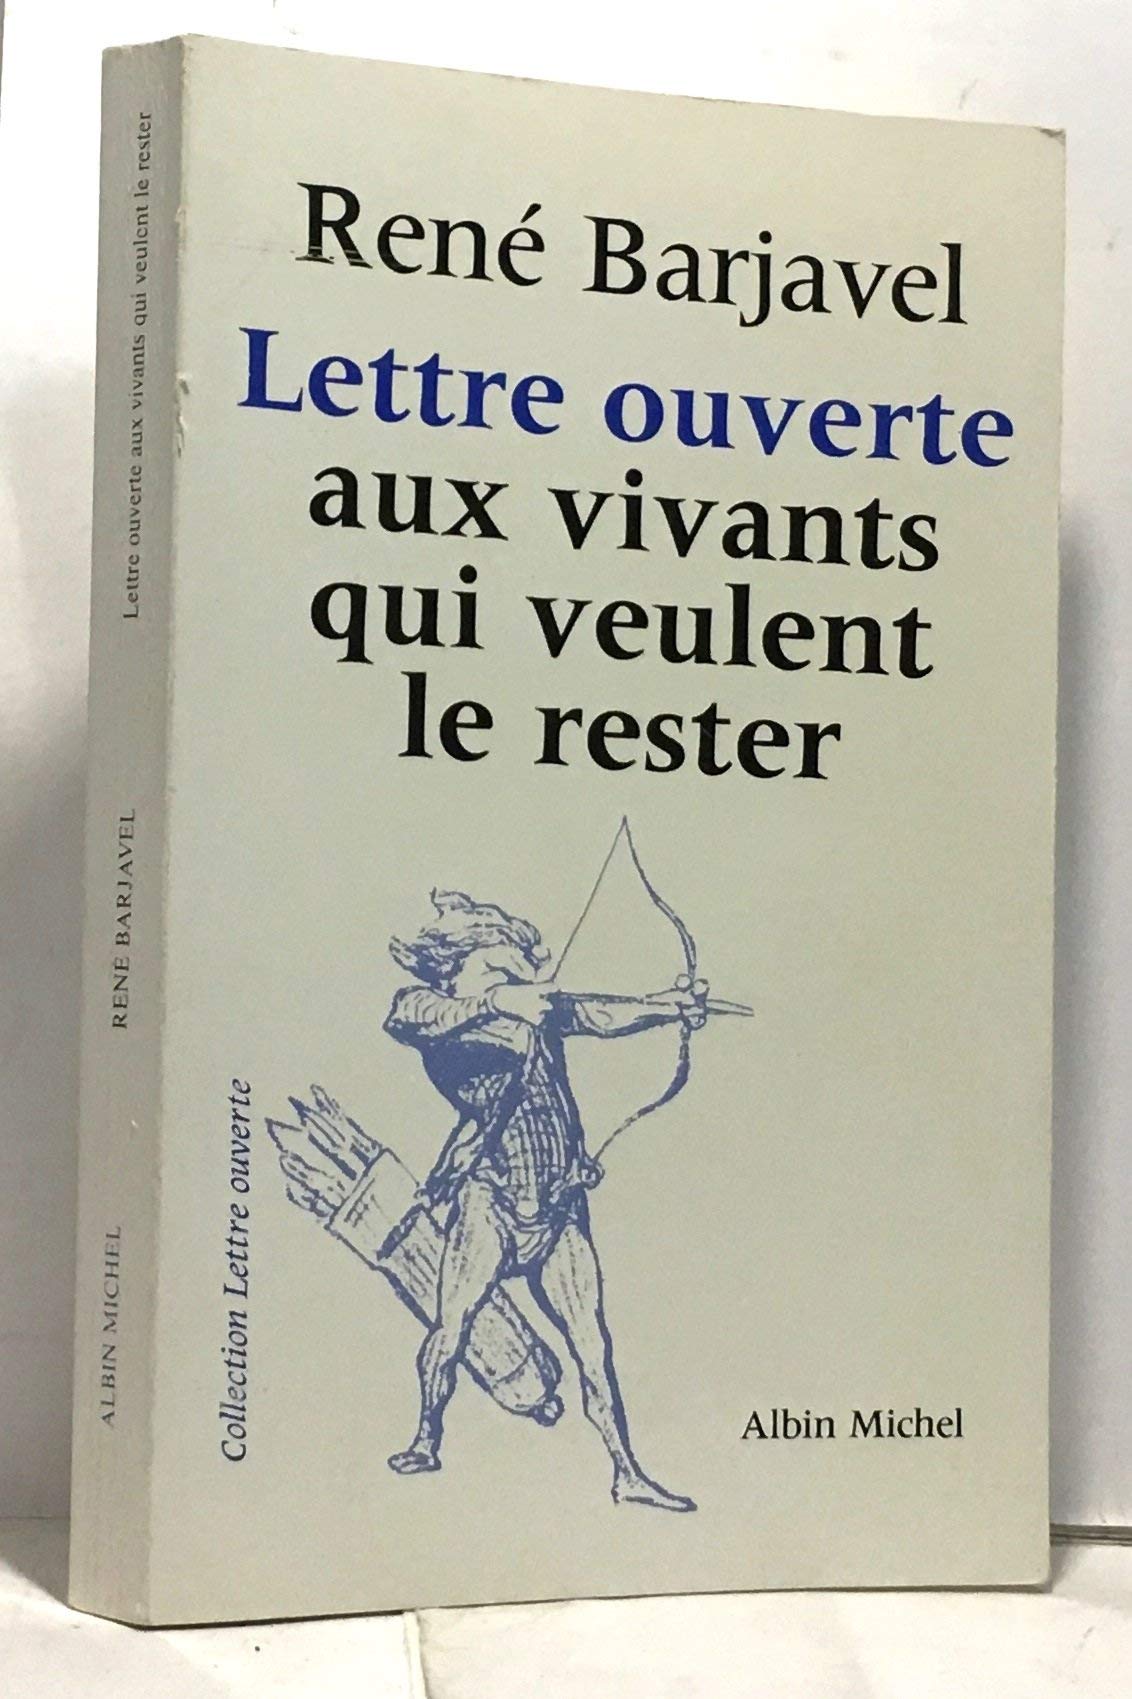 René Barjavel
Lettre ouverte
aux vivants
qui veulent
le rester
Collection Lettre ouverte
Albin Michel
Lettre ouverte aux vivants qui veulent le rester
RENÉ BARJAVEL
ALBIN MICHEL